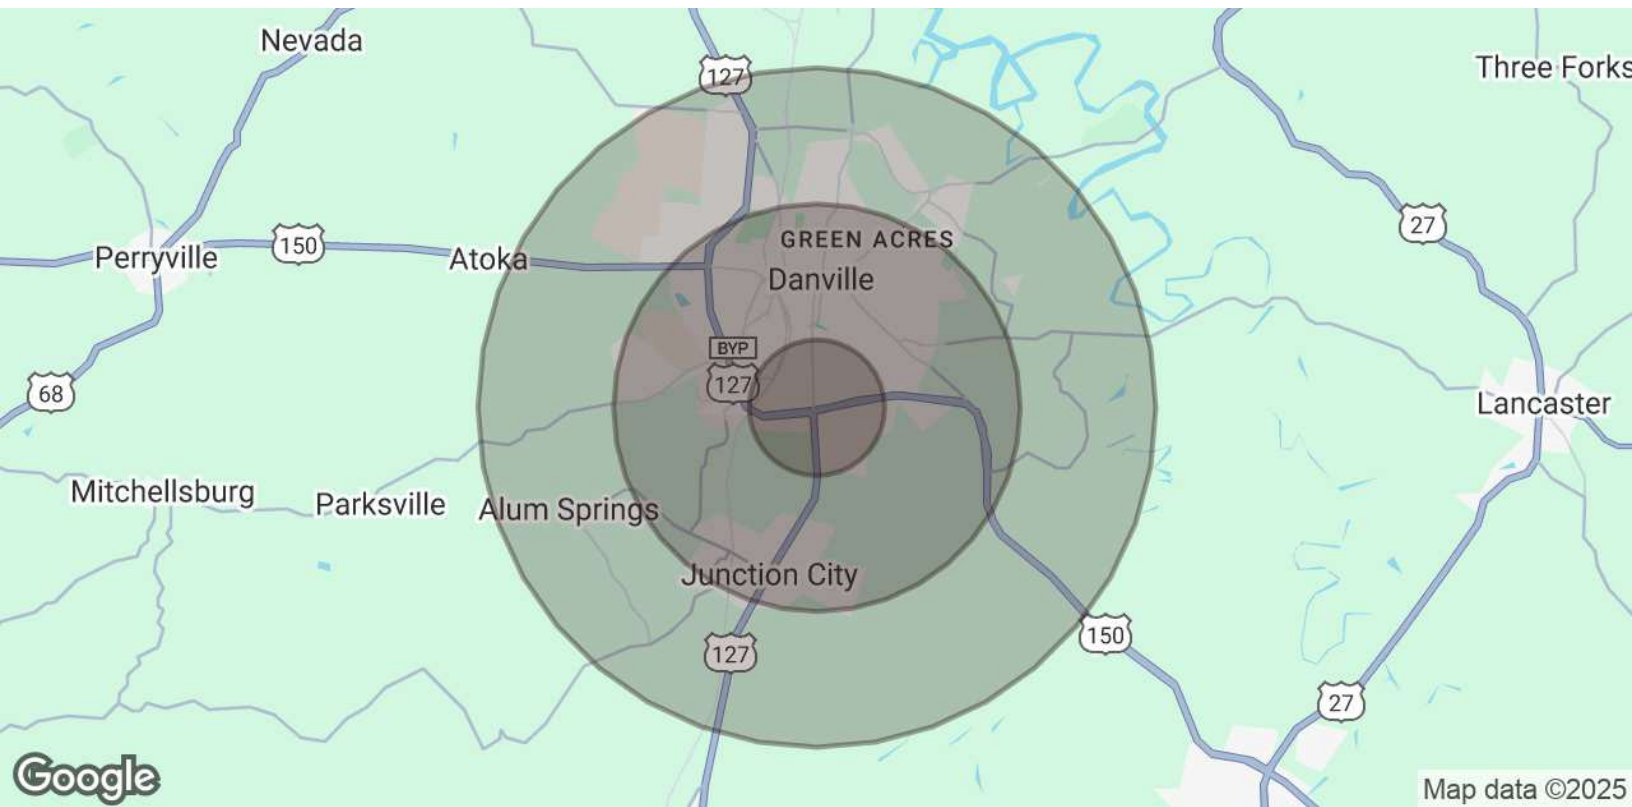 Nevada
127
Three Forks
27
GREEN ACRES
150
Perryville
Atoka
Danville
BYP
127
68
Lancaster
Mitchellsburg
Parksville
Alum Springs
Junction City
150
127
27
Google
Map data ©2025